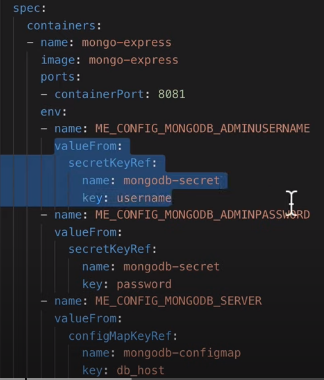 spec:
containers:
- name: mongo-express
image: mongo-express
ports:
- containerPort: 8081
env:
- name: ME_CONFIG_MONGODB_ADMINUSERNAME
valueFrom:
secretKeyRef:
name: mongodb-secret
key: username
- name: ME_CONFIG_MONGODB_ADMINPASSWORD
valueFrom:
secretKeyRef:
name: mongodb-secret
key: password
- name: ME_CONFIG_MONGODB_SERVER
valueFrom:
configMapKeyRef:
name: mongodb-configmap
key: db_host